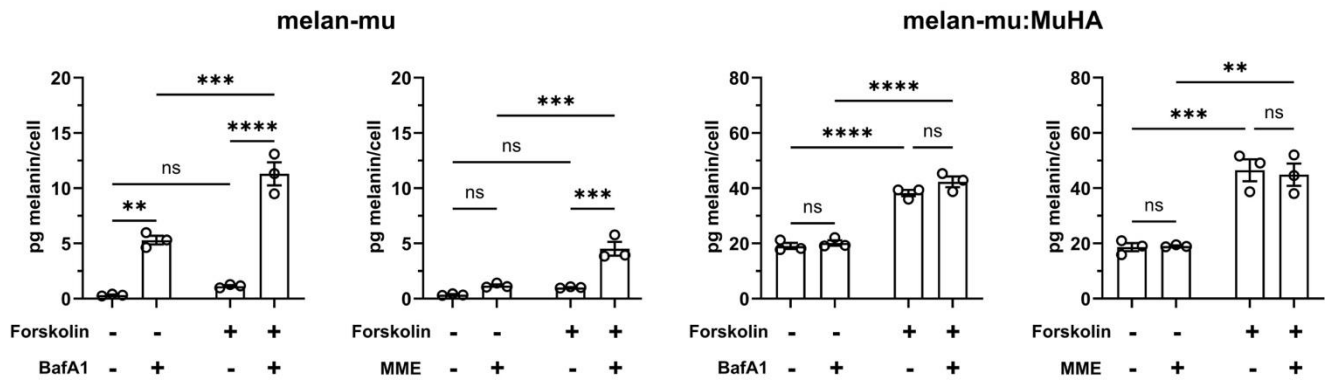 melan-mu
melan-mu:MuHA
pg melanin/cell
20
15
10
5
0
***
****
ns
**
Forskolin - - + +
BafA1 - + - +
pg melanin/cell
20
15
10
5
0
***
ns
ns
***
Forskolin - - + +
MME - + - +
pg melanin/cell
80
60
40
20
0
****
****
ns
ns
Forskolin - - + +
BafA1 - + - +
pg melanin/cell
80
60
40
20
0
**
***
ns
ns
Forskolin - - + +
MME - + - +